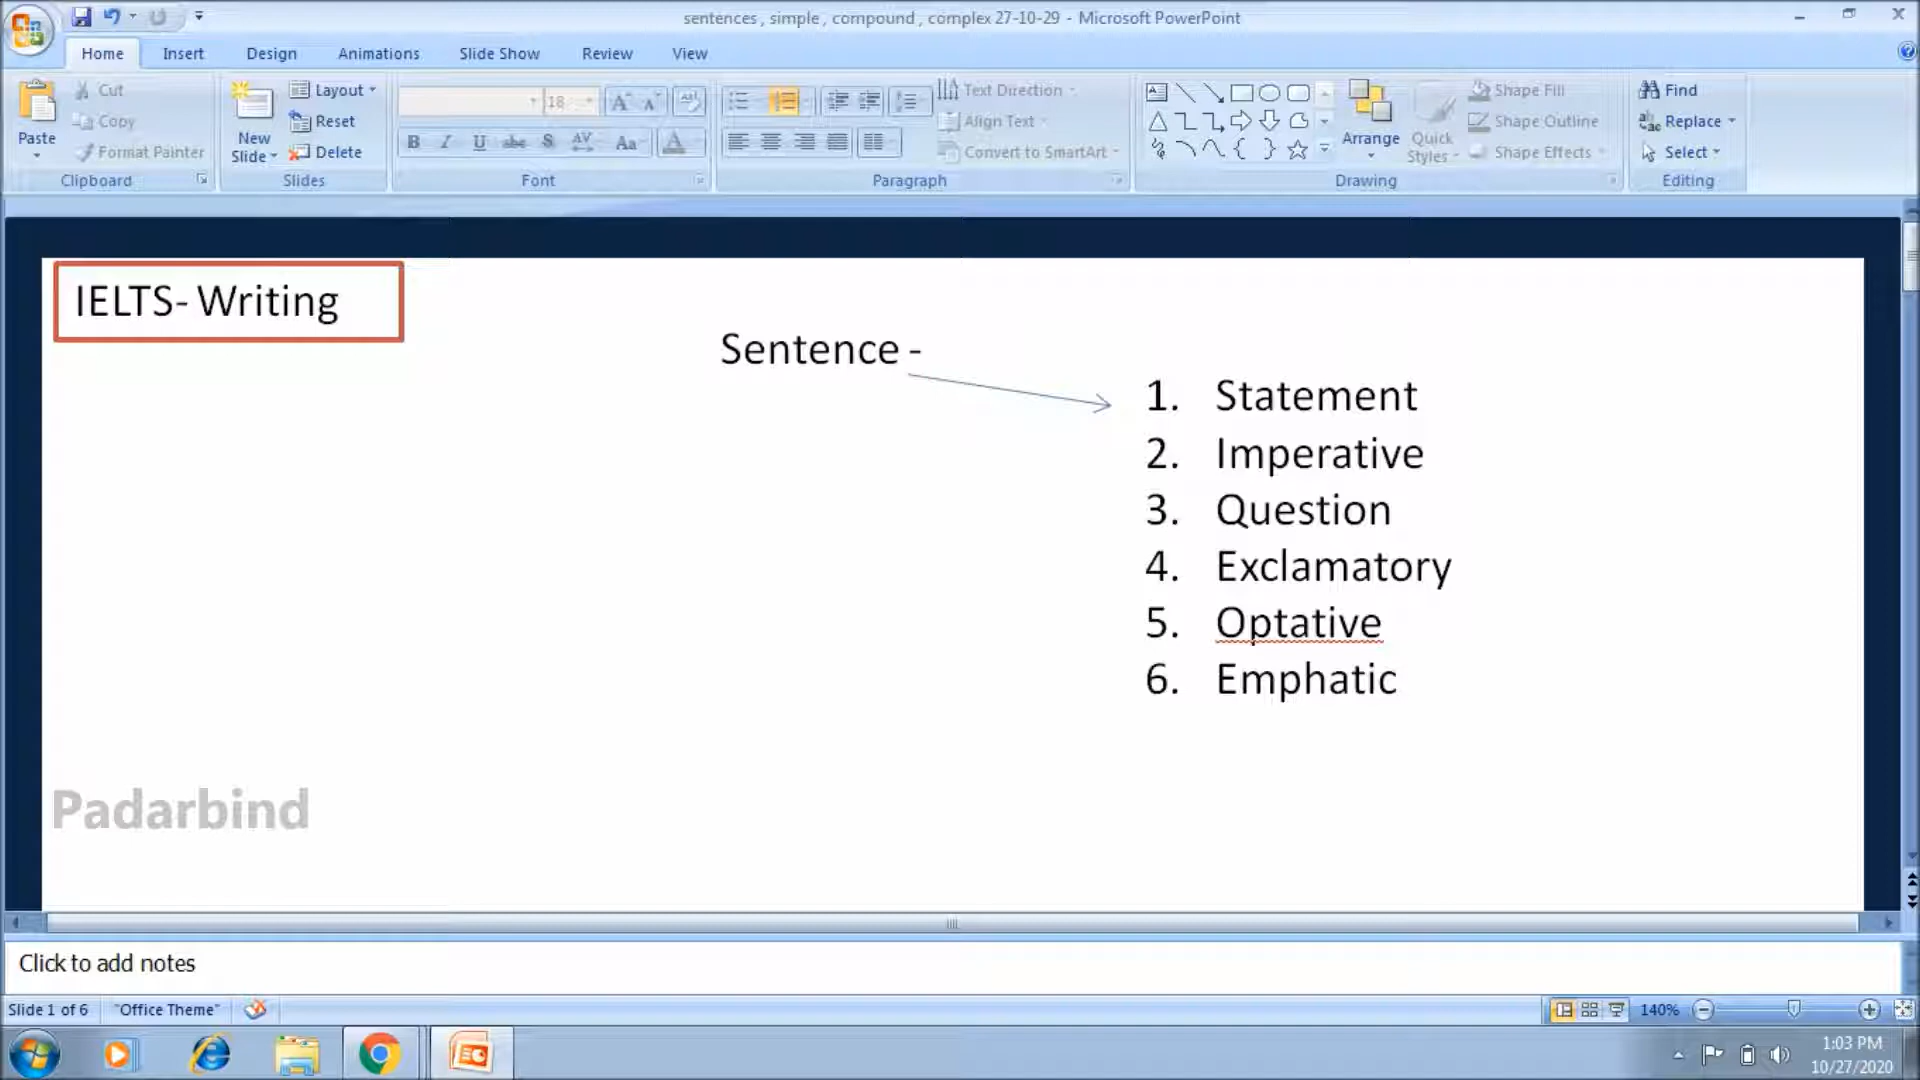 sentences , simple , compound , complex 27-10-29 - Microsoft PowerPoint
Home Insert Design Animations Slide Show Review View
Paste
Cut
Copy
Format Painter
Clipboard
New Slide
Layout
Reset
Delete
Slides
18
B I U abc S AV Aa A
Font
Text Direction
Align Text
Convert to SmartArt
Paragraph
Arrange
Quick Styles
Shape Fill
Shape Outline
Shape Effects
Drawing
Find
Replace
Select
Editing
IELTS- Writing
Sentence -
1. Statement
2. Imperative
3. Question
4. Exclamatory
5. Optative
6. Emphatic
Padarbind
Click to add notes
Slide 1 of 6 "Office Theme" 140%
1:03 PM
10/27/2020